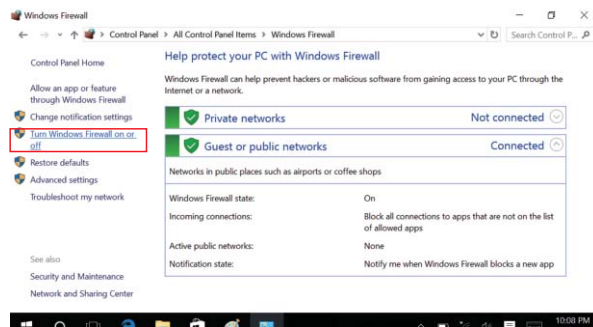 Windows Firewall
Control Panel > All Control Panel Items > Windows Firewall
Search Control P...
Control Panel Home
Allow an app or feature
through Windows Firewall
Change notification settings
Turn Windows Firewall on or
off
Restore defaults
Advanced settings
Troubleshoot my network
See also
Security and Maintenance
Network and Sharing Center
Help protect your PC with Windows Firewall
Windows Firewall can help prevent hackers or malicious software from gaining access to your PC through the
Internet or a network.
Private networks Not connected
Guest or public networks Connected
Networks in public places such as airports or coffee shops
Windows Firewall state: On
Incoming connections: Block all connections to apps that are not on the list
of allowed apps
Active public networks: None
Notification state: Notify me when Windows Firewall blocks a new app
10:08 PM